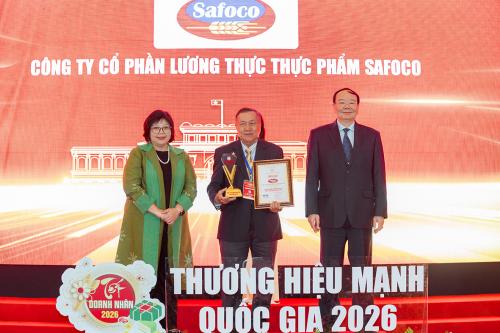 Safoco
CÔNG TY CỔ PHẦN LƯƠNG THỰC THỰC PHẨM SAFOCO
THƯƠNG HIỆU MẠNH
QUỐC GIA 2026
Tết
DOANH NHÂN
2026